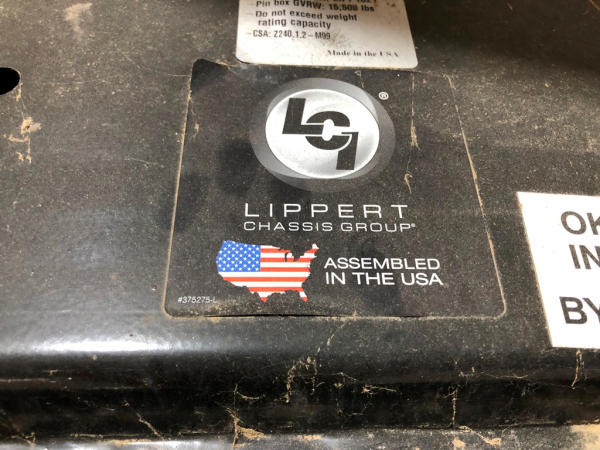 - Pin box GVRW: 15,500 lbs
- Do not exceed weight
rating capacity
- CSA: Z240.1.2 - M99
Made in the USA
LCI
®
LIPPERT
CHASSIS GROUP®
ASSEMBLED
IN THE USA
#375275-L
OK
IN
BY